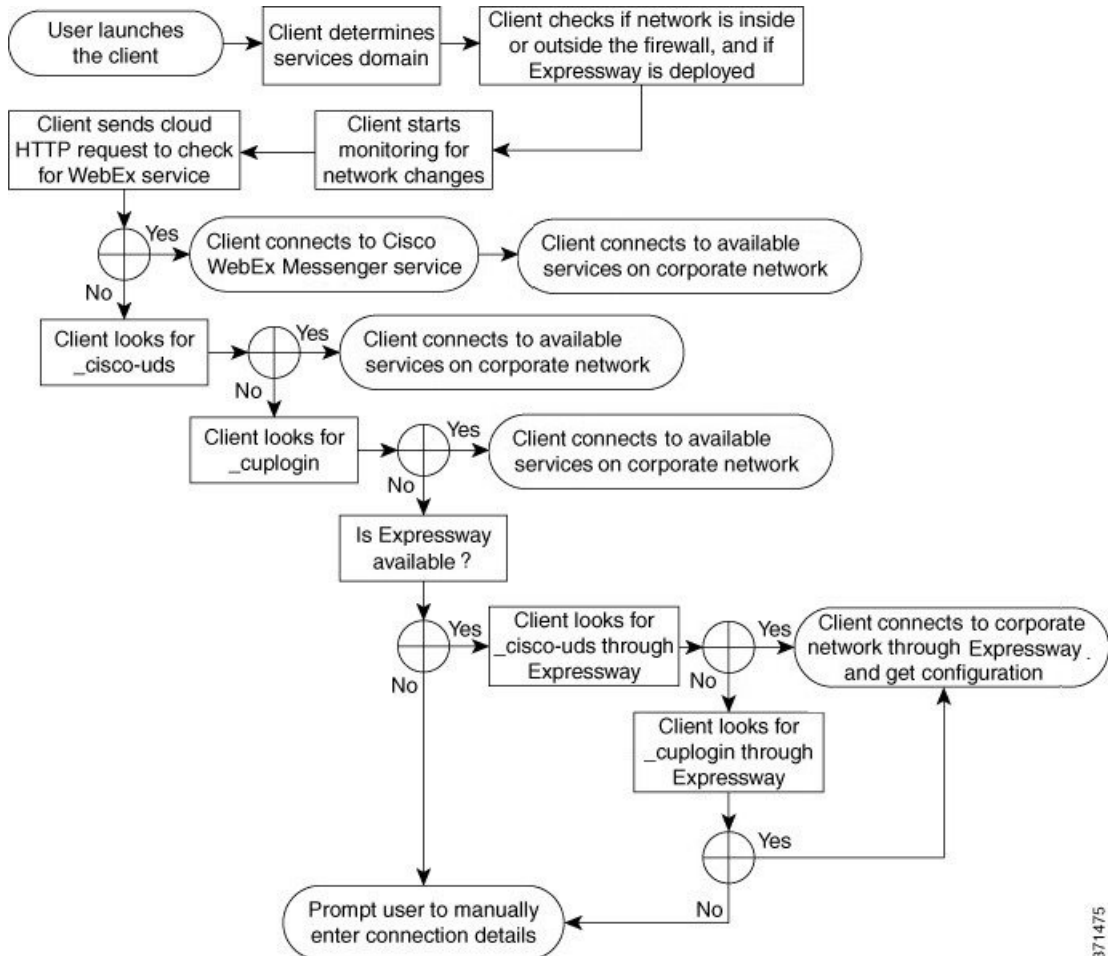 User launches
the client
Client determines
services domain
Client checks if network is inside
or outside the firewall, and if
Expressway is deployed
Client sends cloud
HTTP request to check
for WebEx service
Client starts
monitoring for
network changes
Yes
Client connects to Cisco
WebEx Messenger service
Client connects to available
services on corporate network
No
Client looks for
_cisco-uds
Yes
Client connects to available
services on corporate network
No
Client looks for
_cuplogin
Yes
Client connects to available
services on corporate network
No
Is Expressway
available ?
Yes
Client looks for
_cisco-uds through
Expressway
Yes
Client connects to corporate
network through Expressway
and get configuration
No
No
Client looks for
_cuplogin through
Expressway
Yes
No
Prompt user to manually
enter connection details
371475